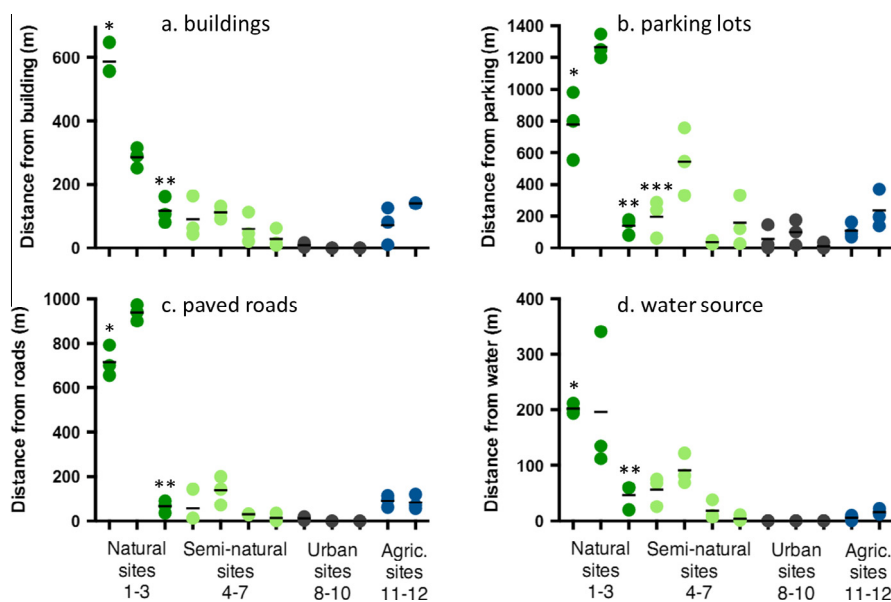 a. buildings
Distance from building (m)
600
400
200
0
*
**
b. parking lots
Distance from parking (m)
1400
1200
1000
800
600
400
200
0
*
**
***
c. paved roads
Distance from roads (m)
1000
800
600
400
200
0
*
**
Natural
sites
1-3
Semi-natural
sites
4-7
Urban
sites
8-10
Agric.
sites
11-12
d. water source
Distance from water (m)
400
300
200
100
0
*
**
Natural
sites
1-3
Semi-natural
sites
4-7
Urban
sites
8-10
Agric.
sites
11-12